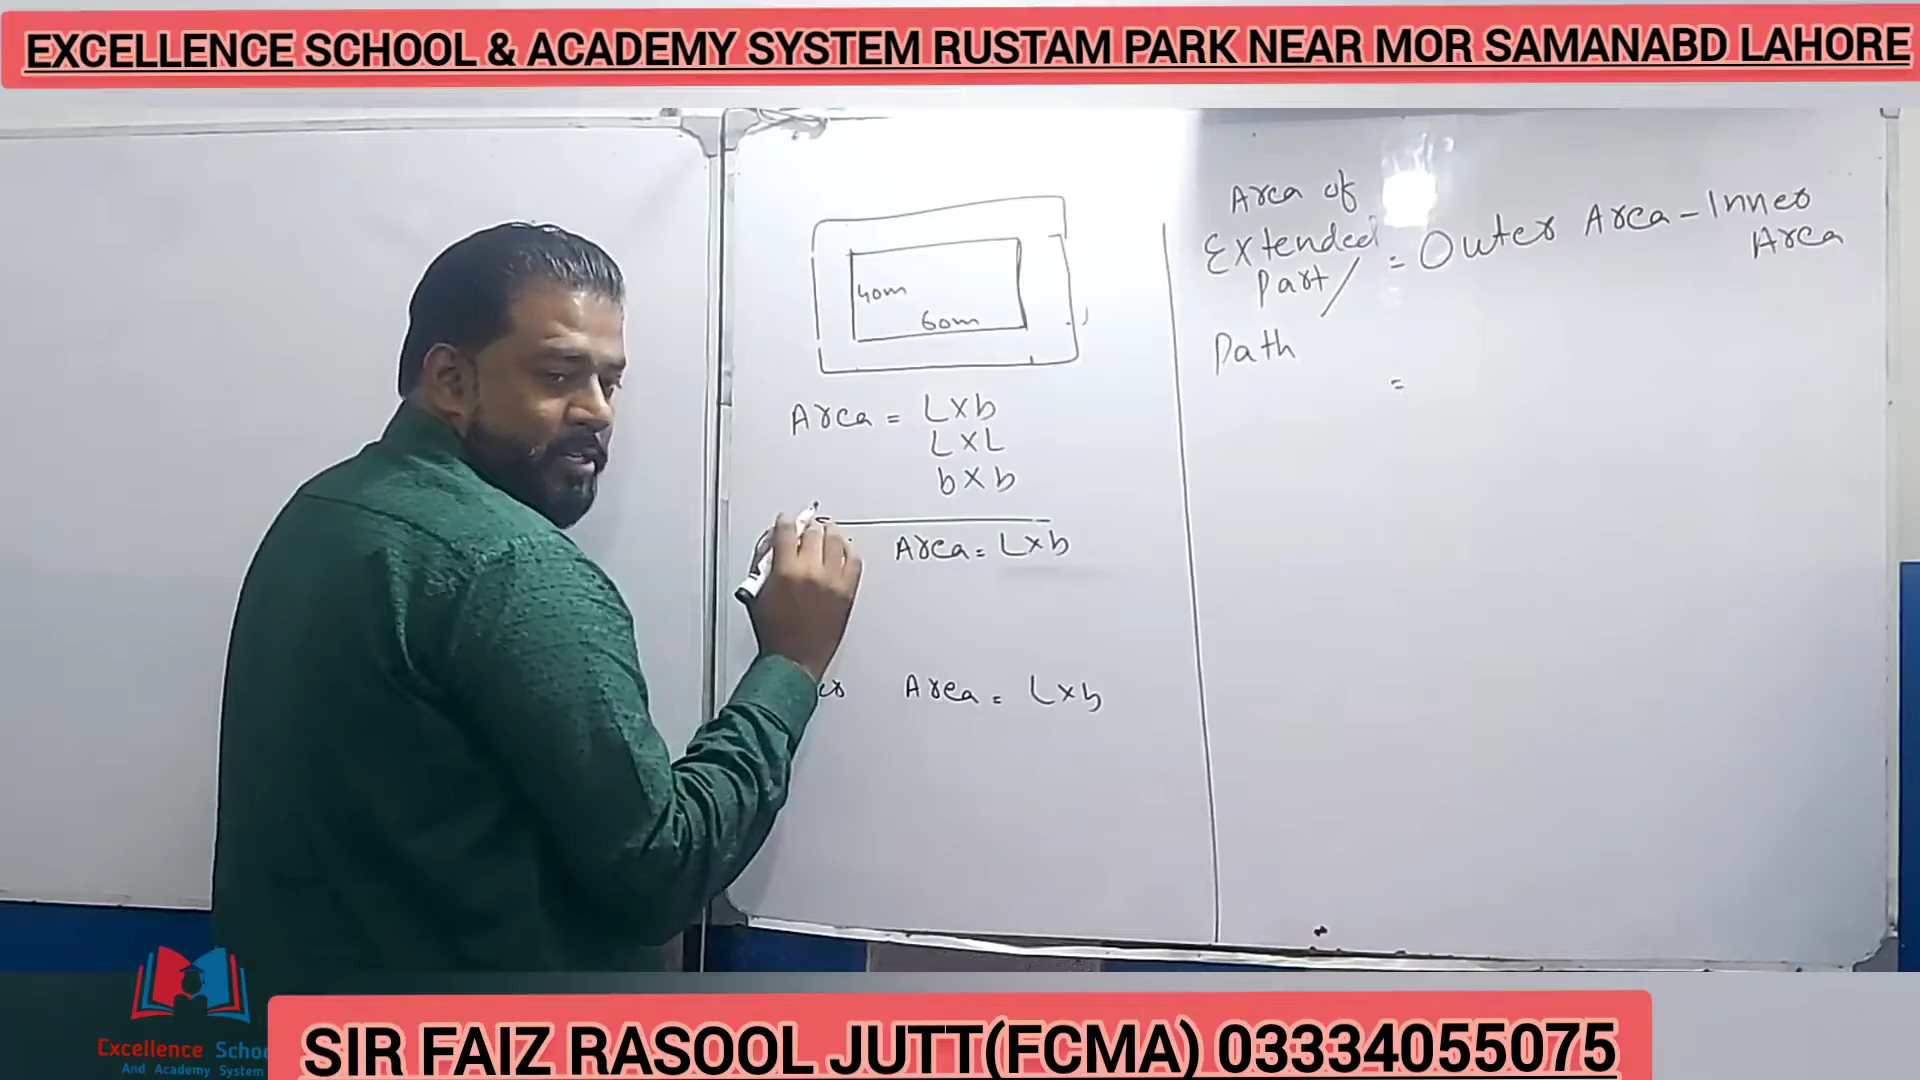 EXCELLENCE SCHOOL & ACADEMY SYSTEM RUSTAM PARK NEAR MOR SAMANABD LAHORE
40m
60m
Area = L×b
L×L
b×b
Area = L×b
Area = L×b
Area of
Extended = Outer Area - Inner
Area
Part/
Path
=
Excellence Schoo
And Academy System
SIR FAIZ RASOOL JUTT(FCMA) 03334055075